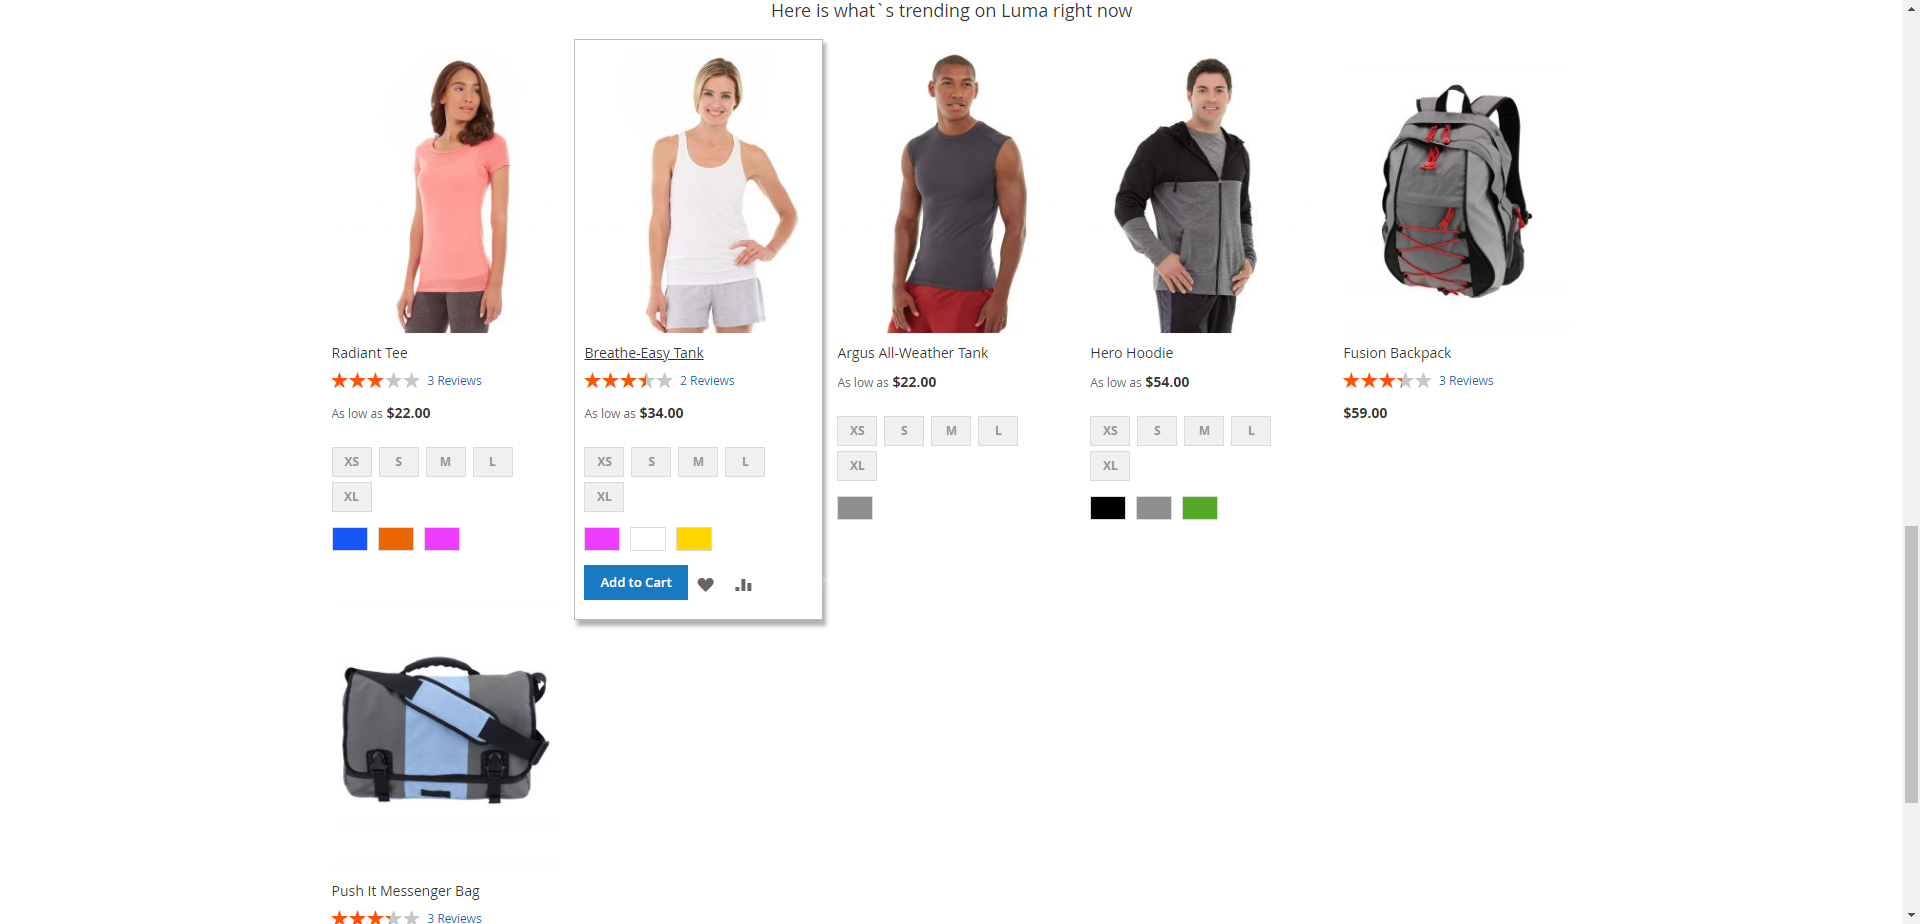 Here is what`s trending on Luma right now
Radiant Tee
3 Reviews
As low as $22.00
XS S M L
XL
Breathe-Easy Tank
2 Reviews
As low as $34.00
XS S M L
XL
Add to Cart
Argus All-Weather Tank
As low as $22.00
XS S M L
XL
Hero Hoodie
As low as $54.00
XS S M L
XL
Fusion Backpack
3 Reviews
$59.00
Push It Messenger Bag
3 Reviews